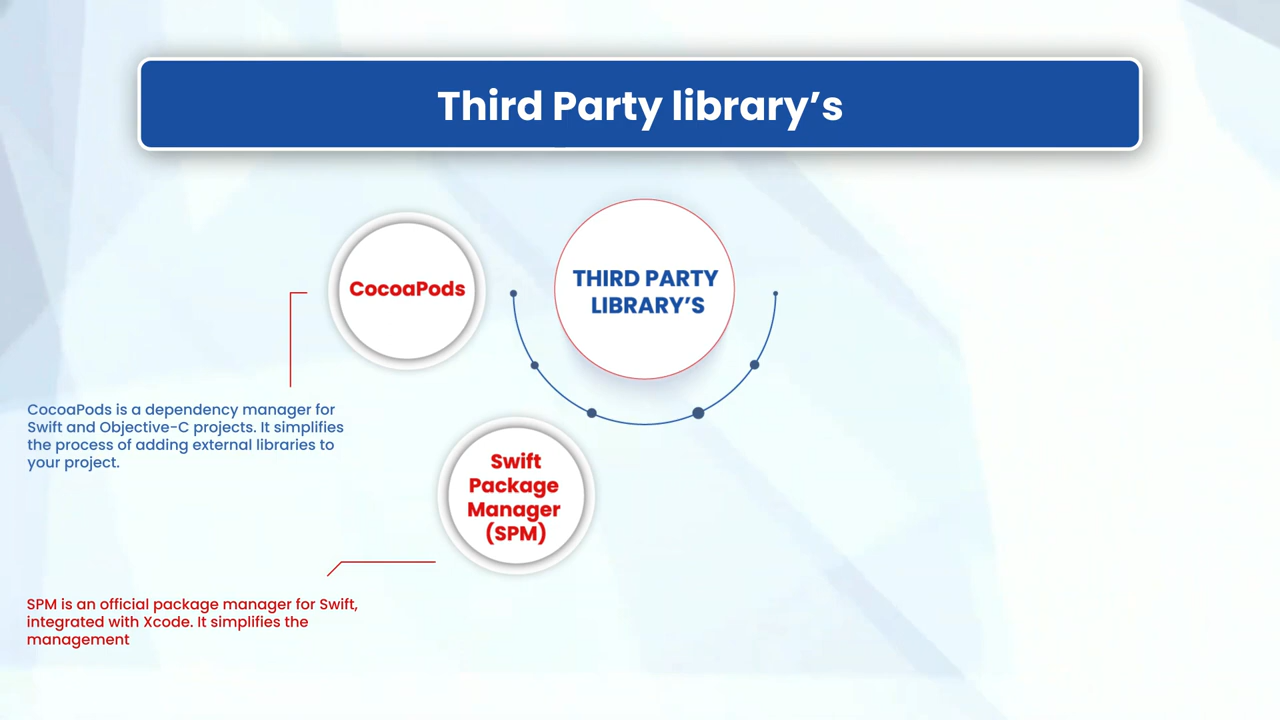 Third Party library’s
THIRD PARTY
LIBRARY’S
CocoaPods
CocoaPods is a dependency manager for
Swift and Objective-C projects. It simplifies
the process of adding external libraries to
your project.
Swift
Package
Manager
(SPM)
SPM is an official package manager for Swift,
integrated with Xcode. It simplifies the
management